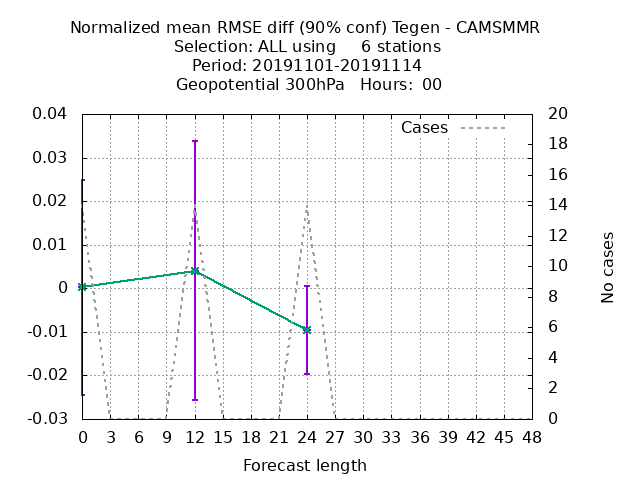 Normalized mean RMSE diff (90% conf) Tegen - CAMSMMR
Selection: ALL using     6 stations
Period: 20191101-20191114
Geopotential 300hPa   Hours:  00
Cases
0.04
0.03
0.02
0.01
0
-0.01
-0.02
-0.03
20
18
16
14
12
10
8
6
4
2
0
No cases
0 3 6 9 12 15 18 21 24 27 30 33 36 39 42 45 48
Forecast length